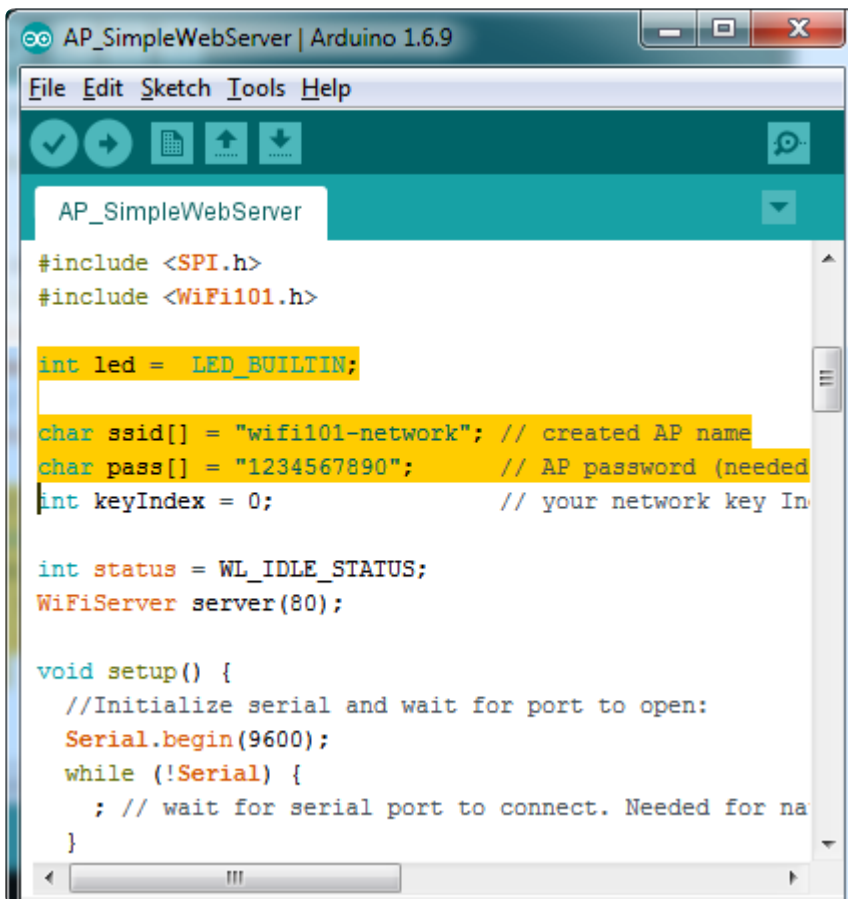 AP_SimpleWebServer | Arduino 1.6.9
File Edit Sketch Tools Help
AP_SimpleWebServer
#include <SPI.h>
#include <WiFi101.h>
int led =  LED_BUILTIN;
char ssid[] = "wifi101-network"; // created AP name
char pass[] = "1234567890";      // AP password (needed
int keyIndex = 0;                // your network key In
int status = WL_IDLE_STATUS;
WiFiServer server(80);
void setup() {
  //Initialize serial and wait for port to open:
  Serial.begin(9600);
  while (!Serial) {
    ; // wait for serial port to connect. Needed for na
  }